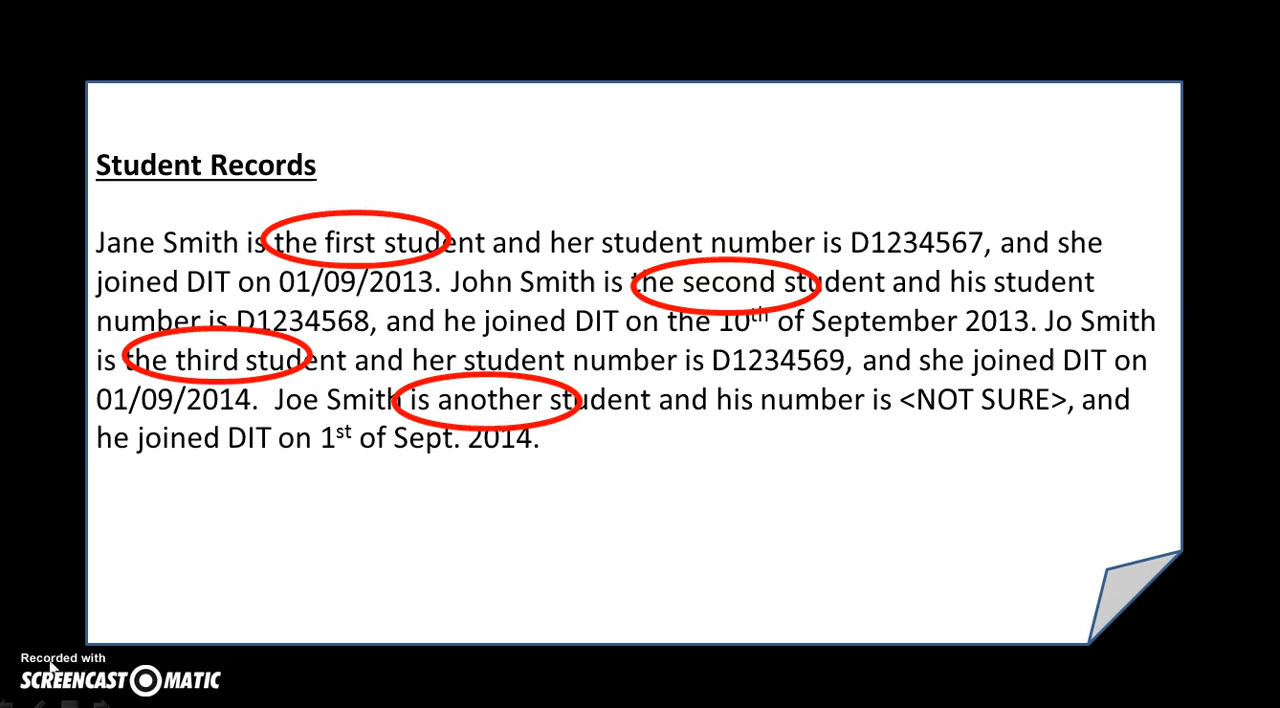 Student Records
Jane Smith is the first student and her student number is D1234567, and she
joined DIT on 01/09/2013. John Smith is the second student and his student
number is D1234568, and he joined DIT on the 10th of September 2013. Jo Smith
is the third student and her student number is D1234569, and she joined DIT on
01/09/2014.  Joe Smith is another student and his number is <NOT SURE>, and
he joined DIT on 1st of Sept. 2014.
Recorded with
SCREENCAST MATIC